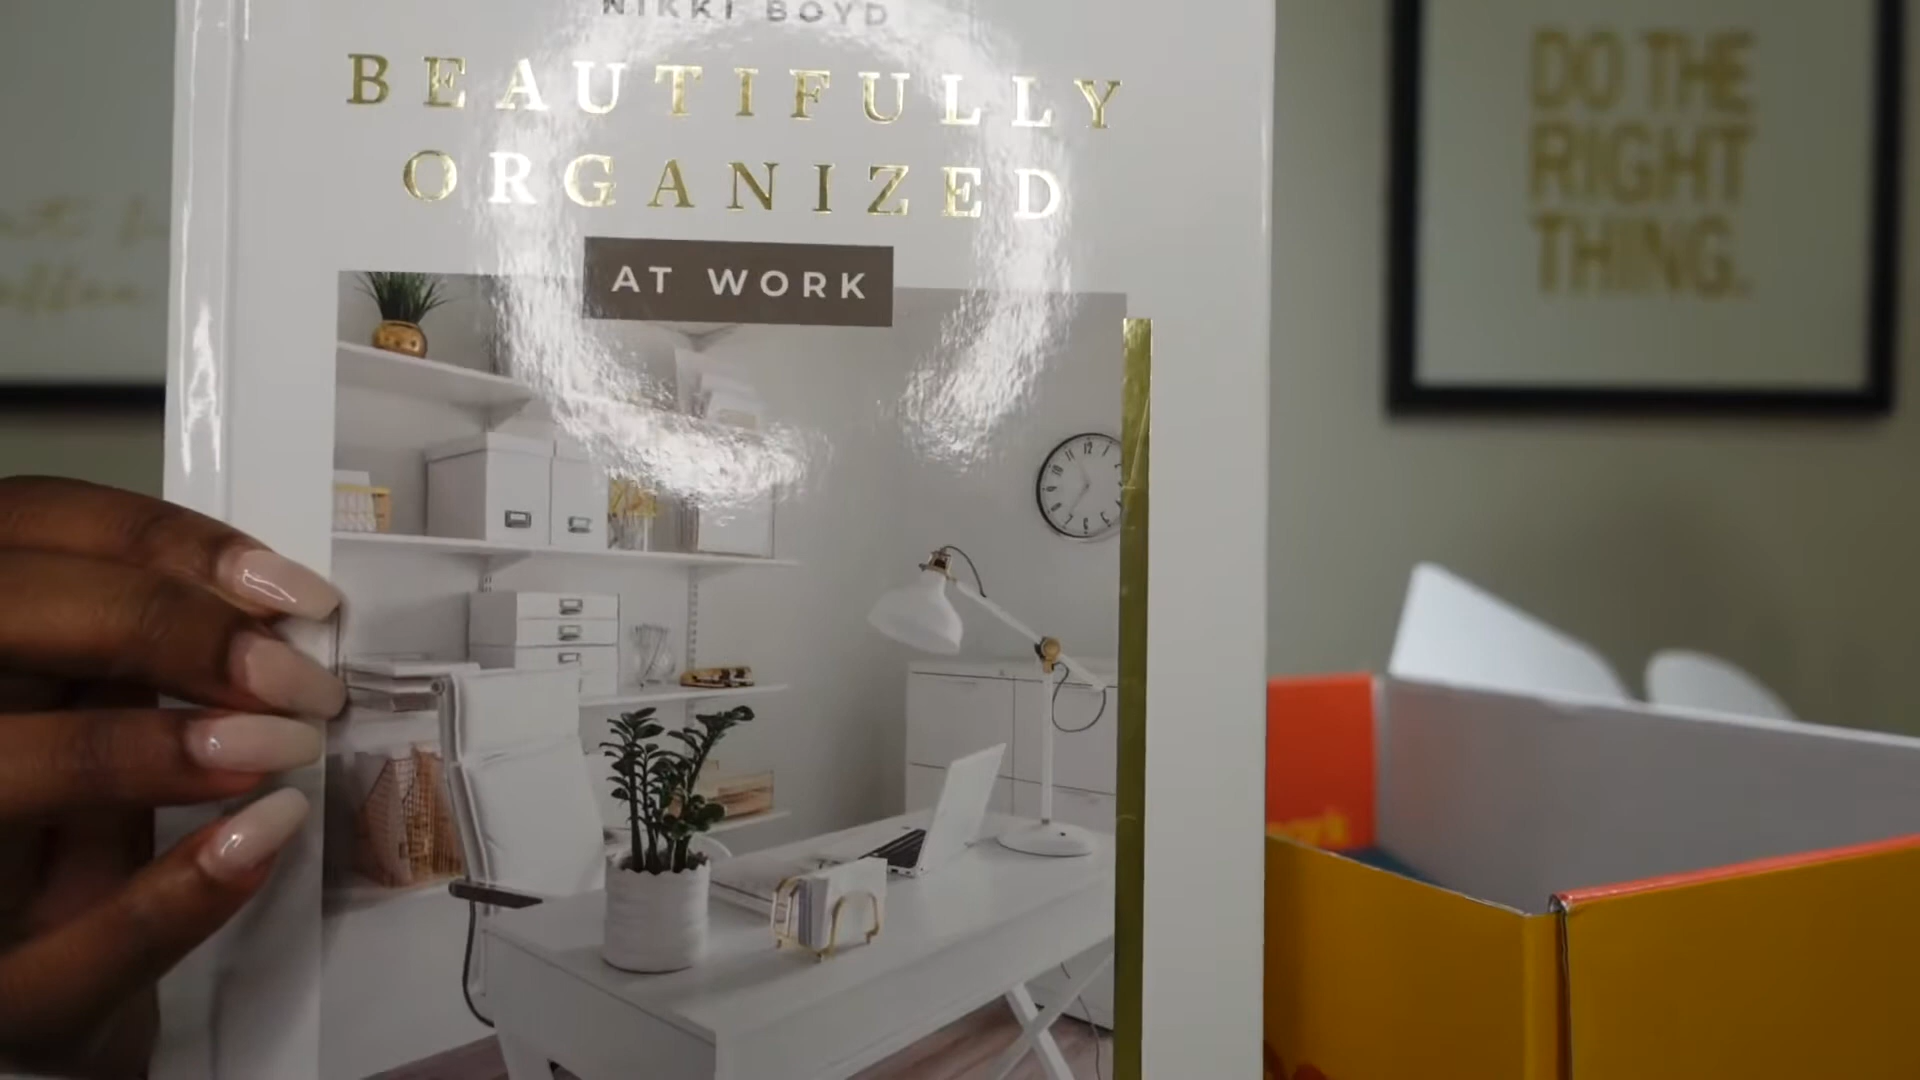 NIKKI BOYD
BEAUTIFULLY
ORGANIZED
AT WORK
DO THE
RIGHT
THING.